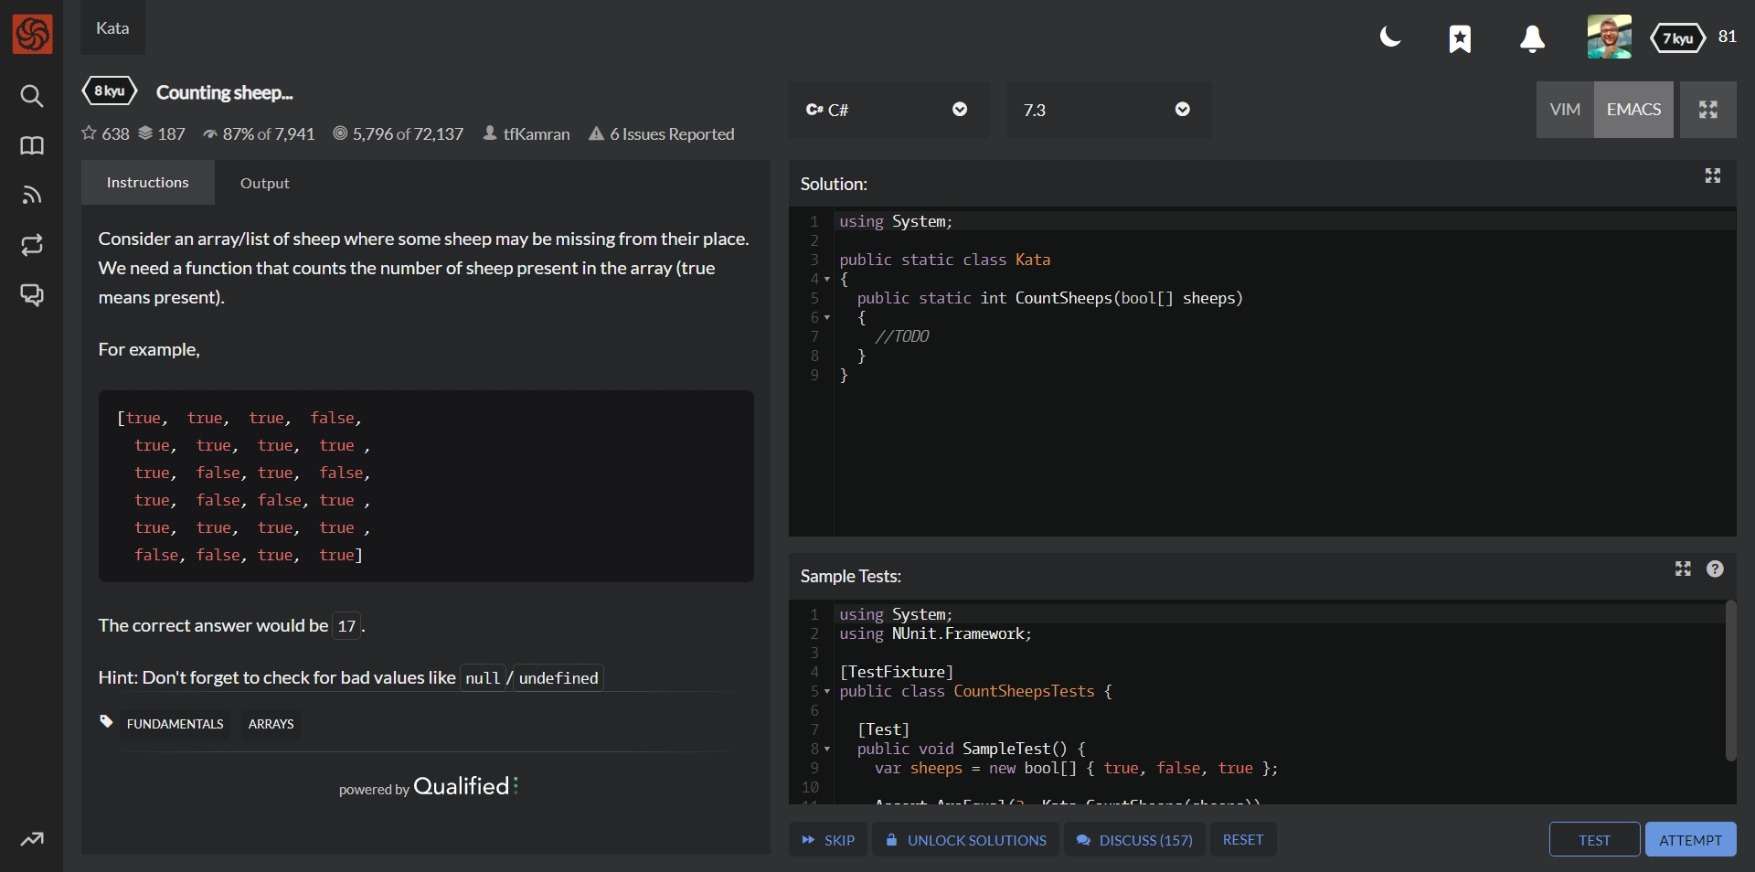 Kata
7 kyu 81
8 kyu Counting sheep...
638 187 87% of 7,941 5,796 of 72,137 tfKamran 6 Issues Reported
C# C#
7.3
VIM EMACS
Instructions Output
Consider an array/list of sheep where some sheep may be missing from their place.
We need a function that counts the number of sheep present in the array (true
means present).
For example,
[true,  true,  true,  false,
  true,  true,  true,  true ,
  true,  false, true,  false,
  true,  false, false, true ,
  true,  true,  true,  true ,
  false, false, true,  true]
The correct answer would be 17.
Hint: Don't forget to check for bad values like null/undefined
FUNDAMENTALS ARRAYS
powered by Qualified
Solution:
1 using System;
2
3 public static class Kata
4 {
5   public static int CountSheeps(bool[] sheeps)
6   {
7     //TODO
8   }
9 }
Sample Tests:
1 using System;
2 using NUnit.Framework;
3
4 [TestFixture]
5 public class CountSheepsTests {
6
7   [Test]
8   public void SampleTest() {
9     var sheeps = new bool[] { true, false, true };
10
11     Assert.AreEqual(2, Kata.CountSheeps(sheeps));
SKIP UNLOCK SOLUTIONS DISCUSS (157) RESET TEST ATTEMPT